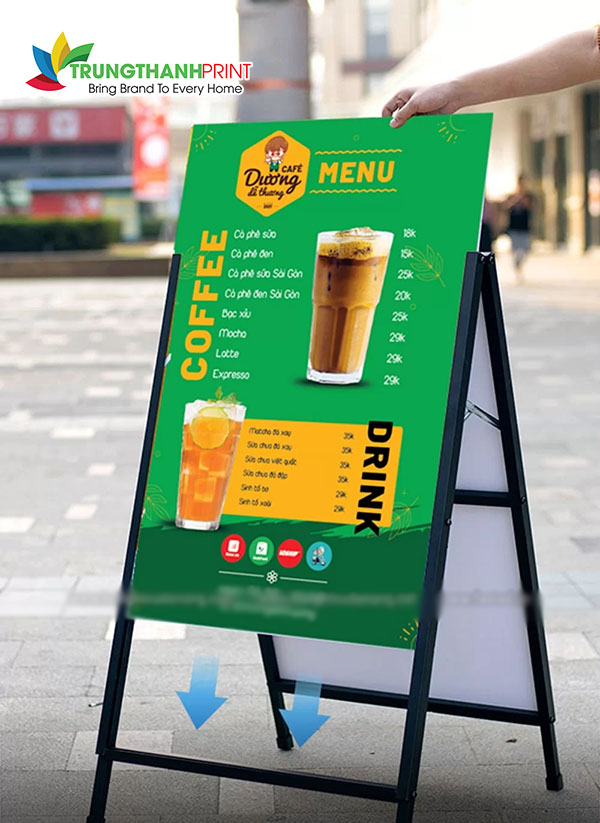 TRUNGTHANHPRINT
Bring Brand To Every Home
CAFÉ
Dương
dễ thương
MENU
COFFEE
Cà phê sữa 18k
Cà phê đen 15k
Cà phê sữa Sài Gòn 25k
Cà phê đen Sài Gòn 20k
Bạc xỉu 25k
Mocha 29k
Latte 29k
Expresso 29k
DRINK
Matcha đá xay 35k
Sữa chua đá xay 35k
Sữa chua việt quất 35k
Sữa chua dâu đập 35k
Sinh tố bơ 29k
Sinh tố xoài 29k